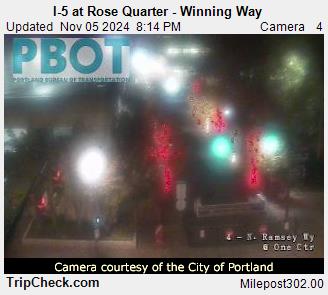 I-5 at Rose Quarter - Winning Way
Updated Nov 05 2024 8:14 PM Camera 4
PBOT
PORTLAND BUREAU OF TRANSPORTATION
4 - N. Ramsey Wy
@ One Ctr
Camera courtesy of the City of Portland
TripCheck.com Milepost302.00